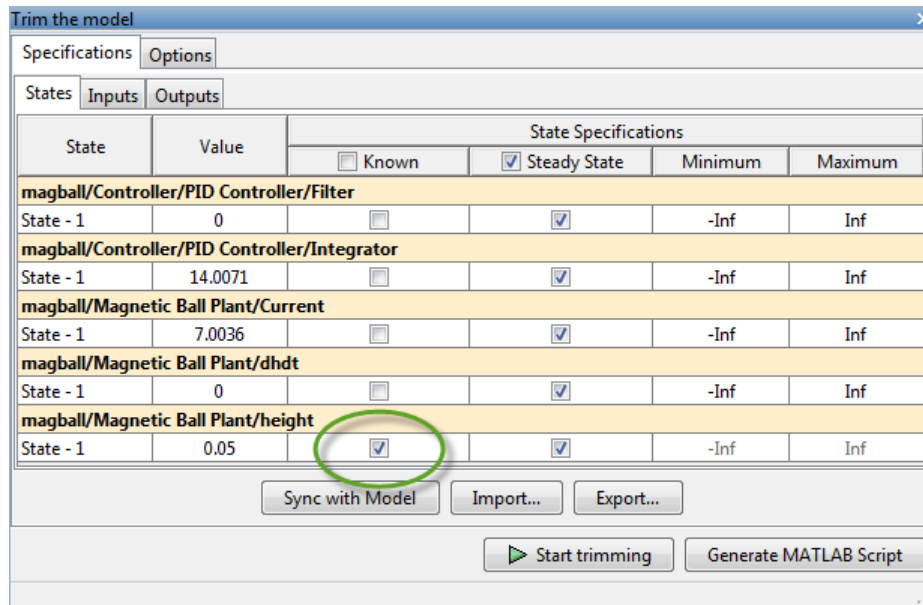 Trim the model
Specifications Options
States Inputs Outputs
State Value State Specifications
Known Steady State Minimum Maximum
magball/Controller/PID Controller/Filter
State - 1 0 -Inf Inf
magball/Controller/PID Controller/Integrator
State - 1 14.0071 -Inf Inf
magball/Magnetic Ball Plant/Current
State - 1 7.0036 -Inf Inf
magball/Magnetic Ball Plant/dhdt
State - 1 0 -Inf Inf
magball/Magnetic Ball Plant/height
State - 1 0.05 -Inf Inf
Sync with Model Import... Export...
Start trimming Generate MATLAB Script